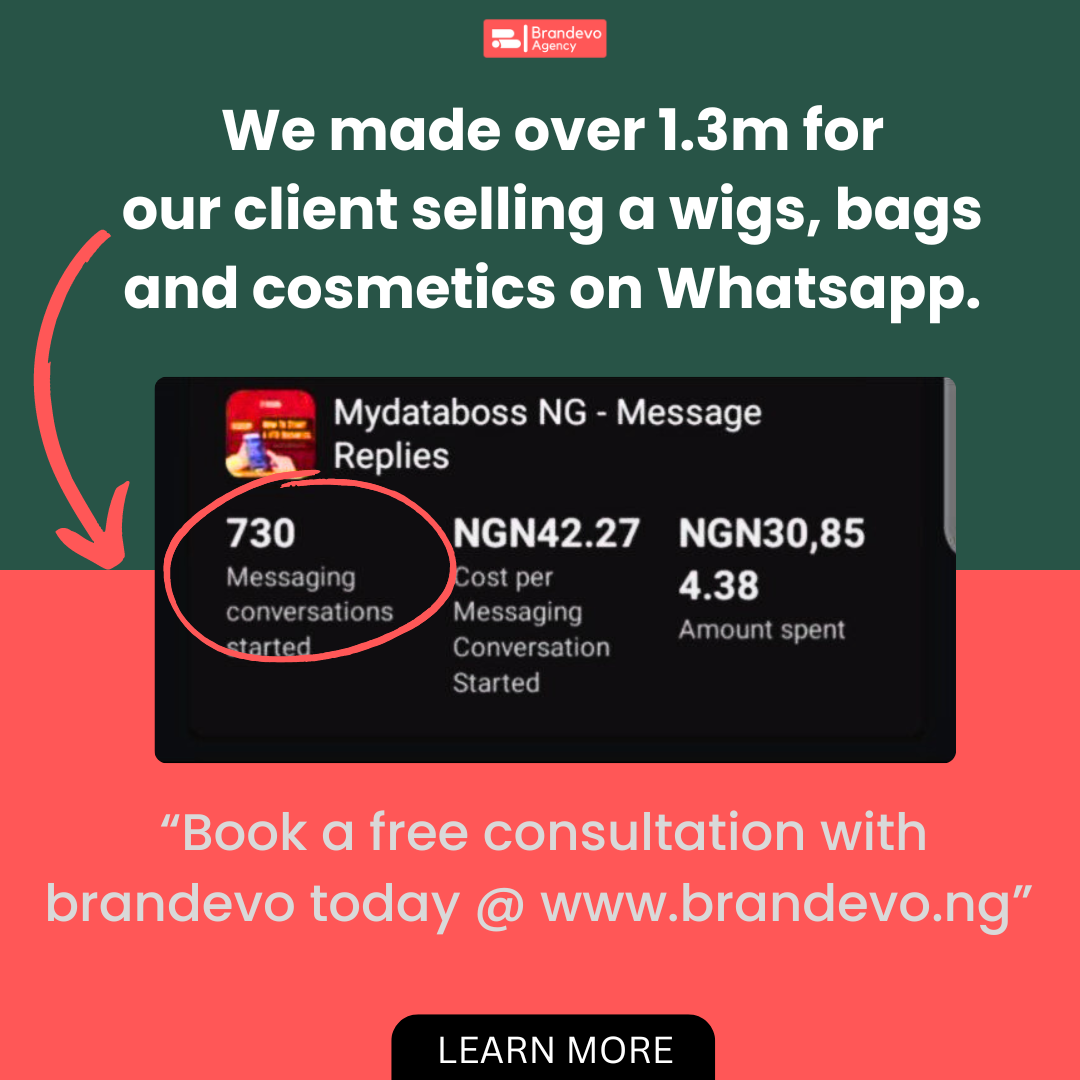 Brandevo
Agency
We made over 1.3m for
our client selling a wigs, bags
and cosmetics on Whatsapp.
Mydataboss NG - Message
Replies
730
Messaging
conversations
started
NGN42.27
Cost per
Messaging
Conversation
Started
NGN30,85
4.38
Amount spent
“Book a free consultation with
brandevo today @ www.brandevo.ng”
LEARN MORE